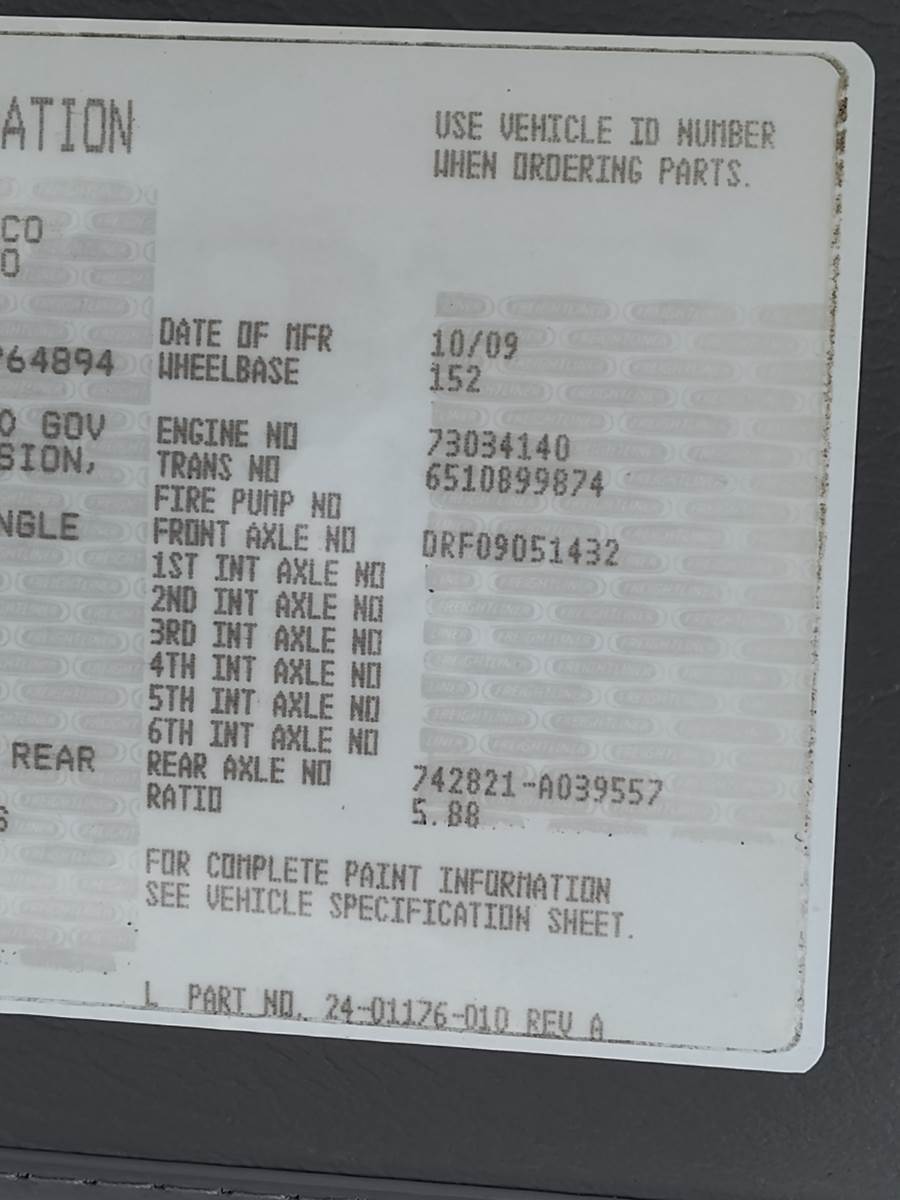 ATION
USE VEHICLE ID NUMBER
WHEN ORDERING PARTS.
CO
O
DATE OF MFR 10/09
64894 WHEELBASE 152
O GOV ENGINE NO 73034140
SION, TRANS NO 6510899874
FIRE PUMP NO
NGLE FRONT AXLE NO DRF09051432
1ST INT AXLE NO
2ND INT AXLE NO
3RD INT AXLE NO
4TH INT AXLE NO
5TH INT AXLE NO
6TH INT AXLE NO
REAR REAR AXLE NO 742821-A039557
RATIO 5.88
FOR COMPLETE PAINT INFORMATION
SEE VEHICLE SPECIFICATION SHEET.
L PART NO. 24-01176-010 REV A